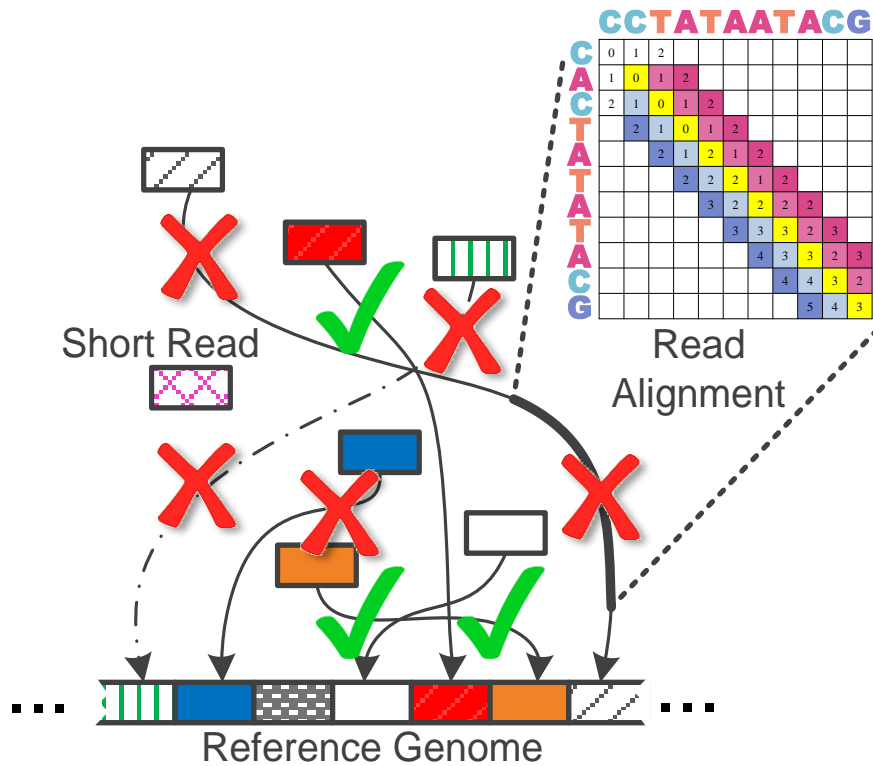 C C T A T A A T A C G
C 0 1 2
A 1 0 1 2
C 2 1 0 1 2
T 2 1 0 1 2
A 2 1 2 1 2
T 2 2 2 1 2
A 3 2 2 2 2
T 3 3 3 2 3
A 4 3 3 2 3
C 4 4 3 2
G 5 4 3
Short Read
Read
Alignment
... ...
Reference Genome